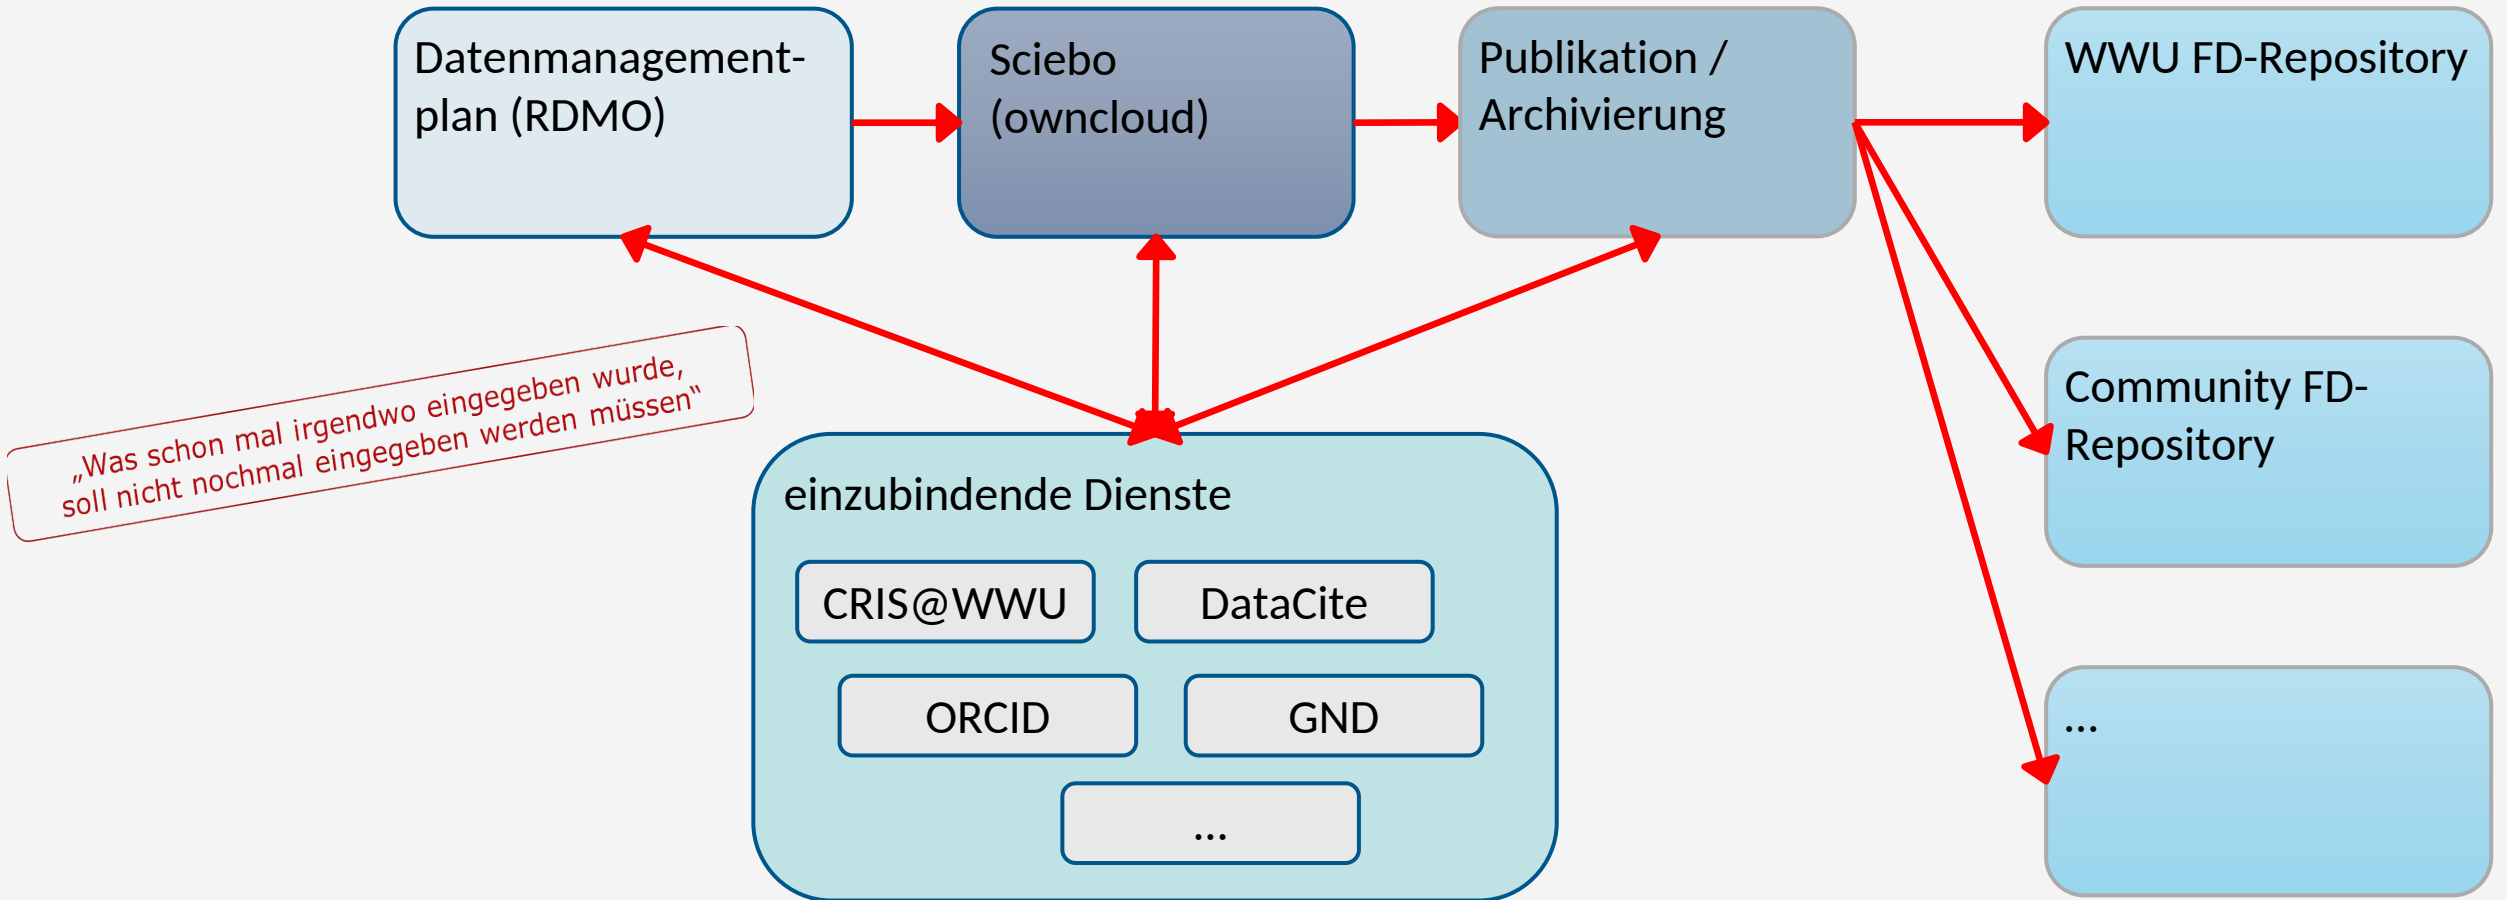 Datenmanagement-
plan (RDMO)
Sciebo
(owncloud)
Publikation /
Archivierung
WWU FD-Repository
Community FD-
Repository
...
„Was schon mal irgendwo eingegeben wurde,
soll nicht nochmal eingegeben werden müssen“
einzubindende Dienste
CRIS@WWU
DataCite
ORCID
GND
...